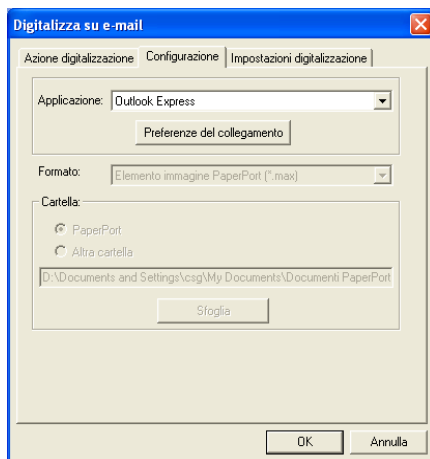 Digitalizza su e-mail
Azione digitalizzazione Configurazione Impostazioni digitalizzazione
Applicazione: Outlook Express
Preferenze del collegamento
Formato: Elemento immagine PaperPort (*.max)
Cartella:
PaperPort
Altra cartella
D:\Documents and Settings\csg\My Documents\Documenti PaperPort
Sfoglia
OK Annulla